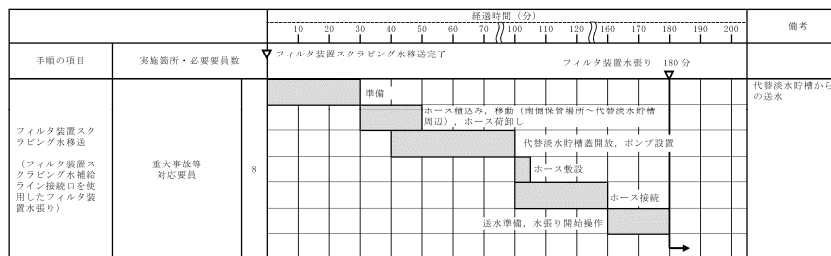 経過時間（分）
備考
10 20 30 40 50 60 70 80 90 100 120 140 160 180 190 200
手順の項目
実施箇所・必要要員数
フィルタ装置スクラビング水移送完了
フィルタ装置水張り 180分
フィルタ装置スク
ラビング水移送
（フィルタ装置ス
クラビング水補給
ライン接続口を使
用したフィルタ装
置水張り）
重大事故等
対応要員
8
準備
ホース積込み，移動（南側保管場所～代替淡水貯槽
周辺），ホース荷卸し
代替淡水貯槽蓋開放，ポンプ設置
ホース敷設
ホース接続
送水準備，水張り開始操作
代替淡水貯槽から
の送水